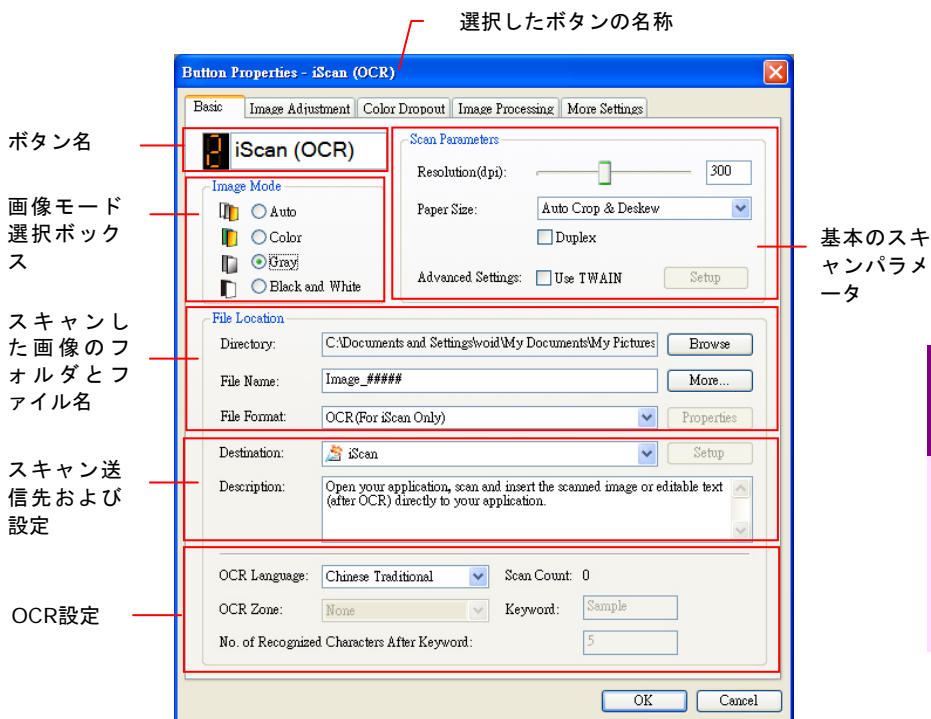 選択したボタンの名称
Button Properties - iScan (OCR)
Basic
Image Adjustment
Color Dropout
Image Processing
More Settings
ボタン名
2
iScan (OCR)
画像モード
選択ボック
ス
Image Mode
Auto
Color
Gray
Black and White
Scan Parameters
Resolution(dpi):
300
Paper Size:
Auto Crop & Deskew
Duplex
Advanced Settings:
Use TWAIN
Setup
基本のスキ
ャンパラメ
ータ
スキャンし
た画像のフ
ォルダとフ
ァイル名
File Location
Directory:
C:\Documents and Settings\void\My Documents\My Pictures
Browse
File Name:
Image_#####
More...
File Format:
OCR(For iScan Only)
Properties
スキャン送
信先および
設定
Destination:
iScan
Setup
Description:
Open your application, scan and insert the scanned image or editable text
(after OCR) directly to your application.
OCR設定
OCR Language:
Chinese Traditional
Scan Count: 0
OCR Zone:
None
Keyword:
Sample
No. of Recognized Characters After Keyword:
5
OK
Cancel